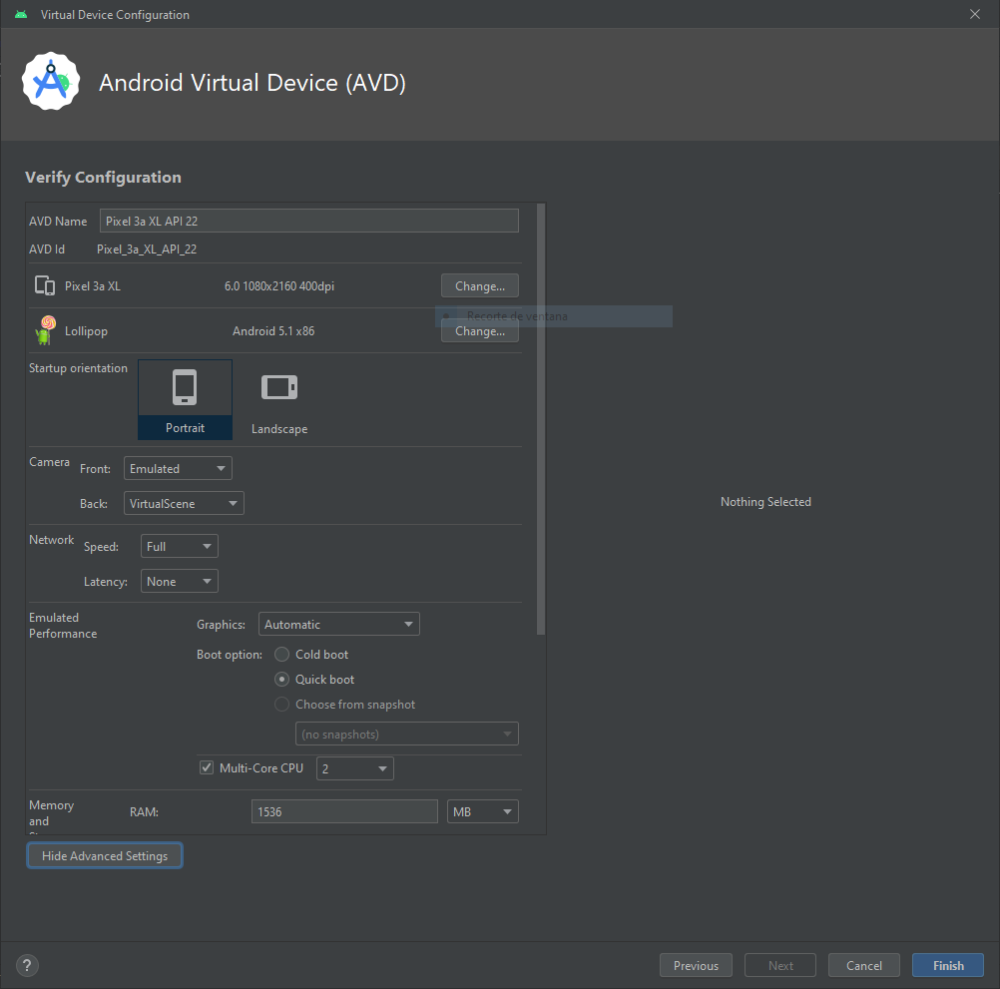 Virtual Device Configuration
Android Virtual Device (AVD)
Verify Configuration
AVD Name Pixel 3a XL API 22
AVD Id Pixel_3a_XL_API_22
Pixel 3a XL 6.0 1080x2160 400dpi Change...
Recorte de ventana
Lollipop Android 5.1 x86 Change...
Startup orientation
Portrait Landscape
Camera Front: Emulated
Back: VirtualScene
Nothing Selected
Network Speed: Full
Latency: None
Emulated
Performance
Graphics: Automatic
Boot option: Cold boot
Quick boot
Choose from snapshot
(no snapshots)
Multi-Core CPU 2
Memory
and
RAM: 1536 MB
Hide Advanced Settings
? Previous Next Cancel Finish